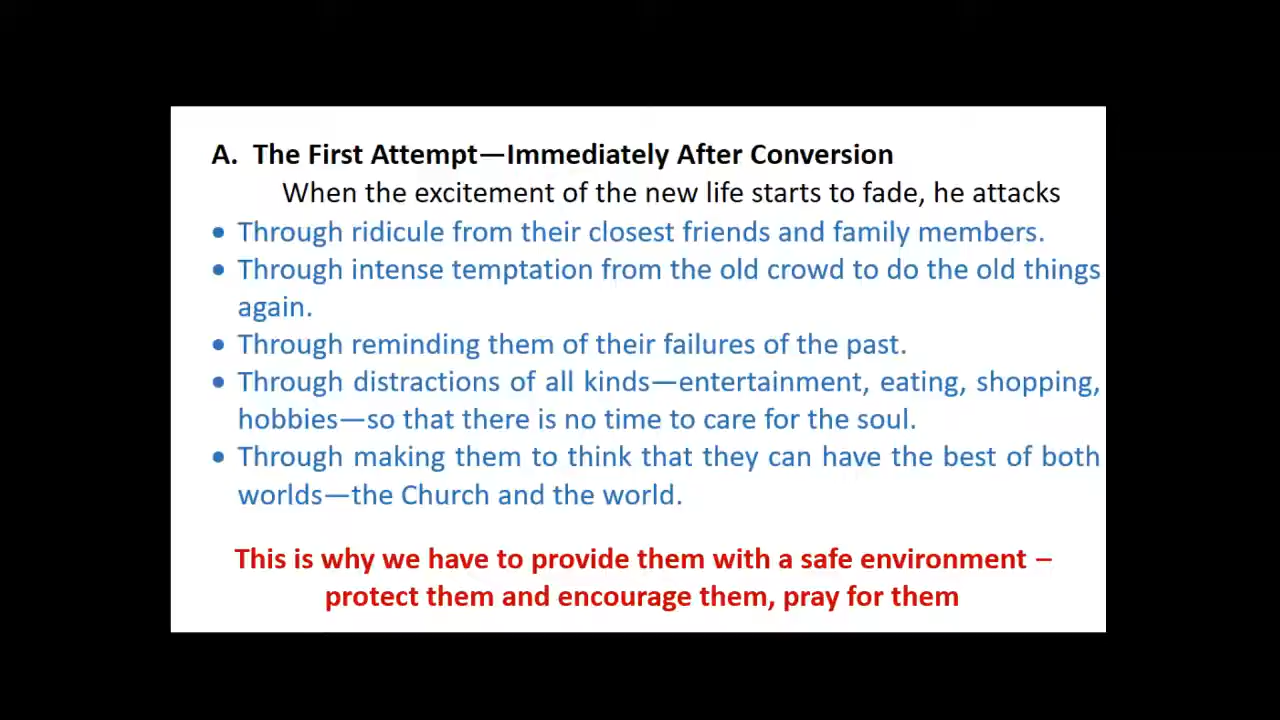 A. The First Attempt—Immediately After Conversion
When the excitement of the new life starts to fade, he attacks
• Through ridicule from their closest friends and family members.
• Through intense temptation from the old crowd to do the old things
again.
• Through reminding them of their failures of the past.
• Through distractions of all kinds—entertainment, eating, shopping,
hobbies—so that there is no time to care for the soul.
• Through making them to think that they can have the best of both
worlds—the Church and the world.
This is why we have to provide them with a safe environment –
protect them and encourage them, pray for them